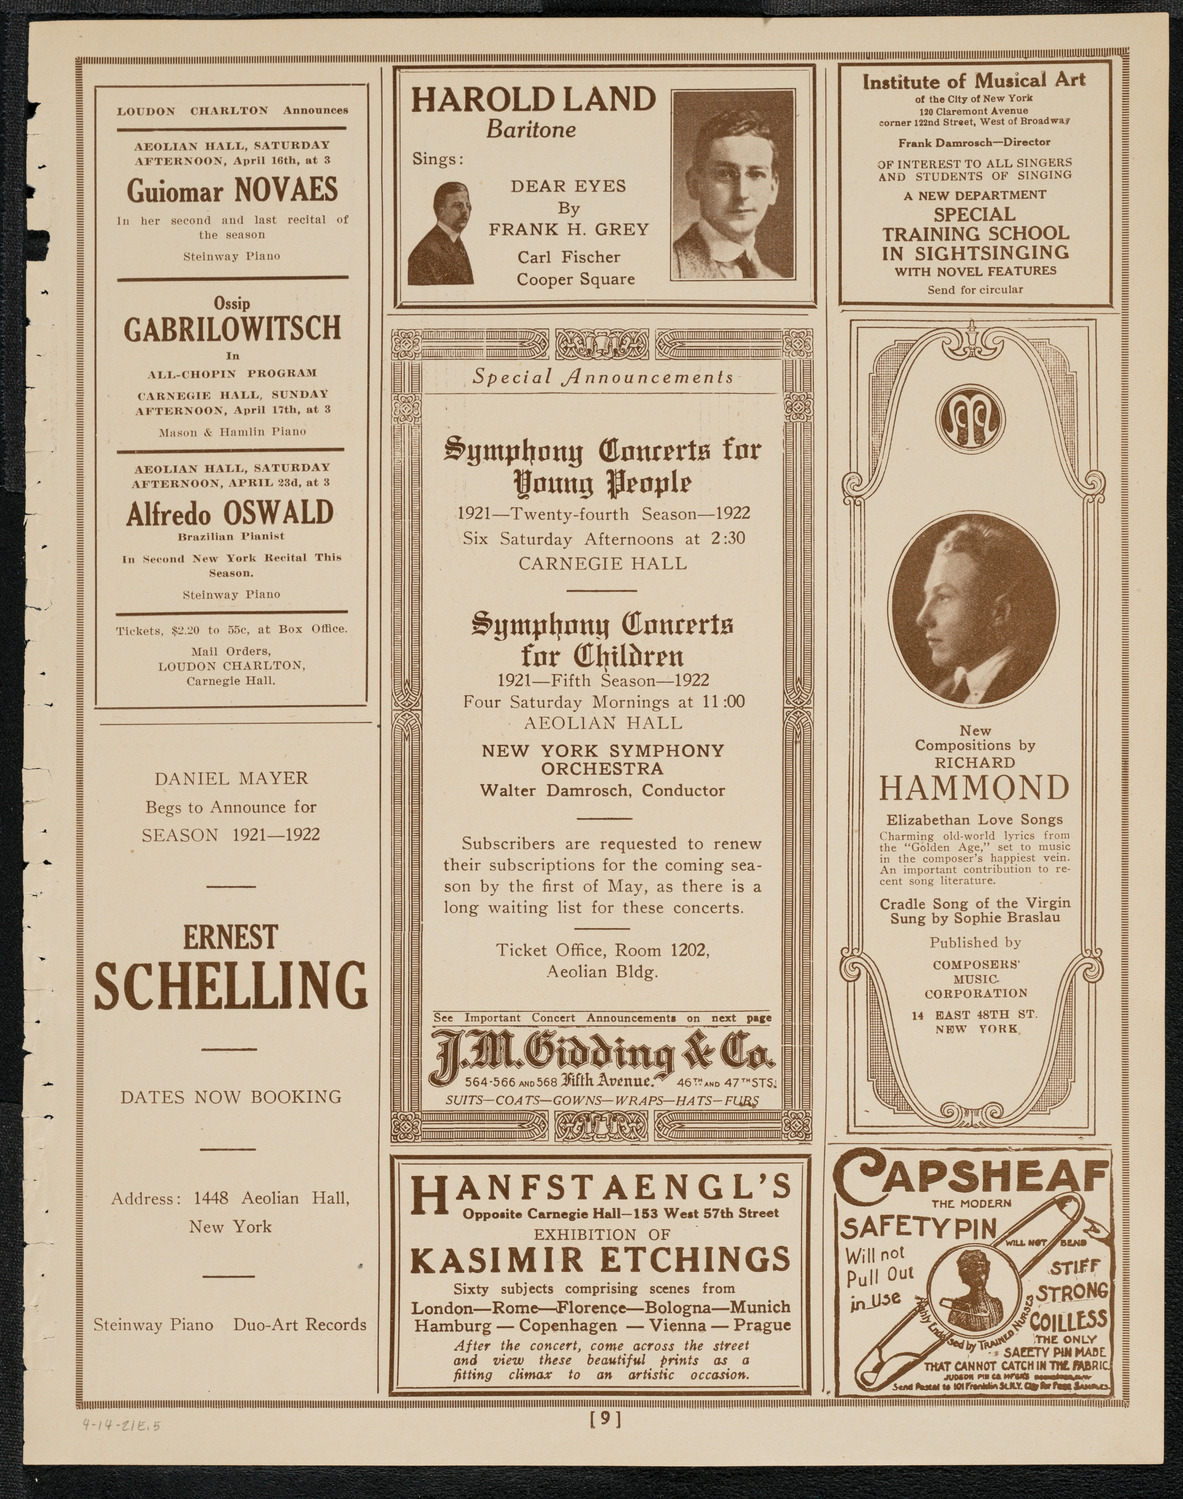 LOUDON CHARLTON Announces
AEOLIAN HALL, SATURDAY
AFTERNOON, April 16th, at 3
Guiomar NOVAES
In her second and last recital of
the season
Steinway Piano
Ossip
GABRILOWITSCH
In
ALL-CHOPIN PROGRAM
CARNEGIE HALL, SUNDAY
AFTERNOON, April 17th, at 3
Mason & Hamlin Piano
AEOLIAN HALL, SATURDAY
AFTERNOON, APRIL 23d, at 3
Alfredo OSWALD
Brazilian Pianist
In Second New York Recital This
Season.
Steinway Piano
Tickets, $2.20 to 55c, at Box Office.
Mail Orders,
LOUDON CHARLTON,
Carnegie Hall.
DANIEL MAYER
Begs to Announce for
SEASON 1921—1922
ERNEST
SCHELLING
DATES NOW BOOKING
Address: 1448 Aeolian Hall,
New York
Steinway Piano Duo-Art Records
HAROLD LAND
Baritone
Sings:
DEAR EYES
By
FRANK H. GREY
Carl Fischer
Cooper Square
Special Announcements
Symphony Concerts for
Young People
1921—Twenty-fourth Season—1922
Six Saturday Afternoons at 2:30
CARNEGIE HALL
Symphony Concerts
for Children
1921—Fifth Season—1922
Four Saturday Mornings at 11:00
AEOLIAN HALL
NEW YORK SYMPHONY
ORCHESTRA
Walter Damrosch, Conductor
Subscribers are requested to renew
their subscriptions for the coming sea-
son by the first of May, as there is a
long waiting list for these concerts.
Ticket Office, Room 1202,
Aeolian Bldg.
See Important Concert Announcements on next page
J.M. Gidding & Co.
564-566 AND 568 Fifth Avenue. 46TH AND 47TH STS.
SUITS—COATS—GOWNS—WRAPS—HATS—FURS
HANFSTAENGL'S
Opposite Carnegie Hall—153 West 57th Street
EXHIBITION OF
KASIMIR ETCHINGS
Sixty subjects comprising scenes from
London—Rome—Florence—Bologna—Munich
Hamburg — Copenhagen — Vienna — Prague
After the concert, come across the street
and view these beautiful prints as a
fitting climax to an artistic occasion.
Institute of Musical Art
of the City of New York
120 Claremont Avenue
corner 122nd Street, West of Broadway
Frank Damrosch—Director
OF INTEREST TO ALL SINGERS
AND STUDENTS OF SINGING
A NEW DEPARTMENT
SPECIAL
TRAINING SCHOOL
IN SIGHTSINGING
WITH NOVEL FEATURES
Send for circular
New
Compositions by
RICHARD
HAMMOND
Elizabethan Love Songs
Charming old-world lyrics from
the "Golden Age," set to music
in the composer's happiest vein.
An important contribution to re-
cent song literature.
Cradle Song of the Virgin
Sung by Sophie Braslau
Published by
COMPOSERS'
MUSIC
CORPORATION
14 EAST 48TH ST.
NEW YORK
CAPSHEAF
THE MODERN
SAFETY PIN
WILL NOT BEND
Will not
Pull Out
in Use
STIFF
STRONG
COILLESS
Highly Endorsed by TRAINED NURSES
THE ONLY
SAFETY PIN MADE
THAT CANNOT CATCH IN THE FABRIC.
JUDSON PIN CO. MF'GRS
Send Postal to 101 Franklin St. N.Y. City for Free Samples
[9]
4-14-21E.5